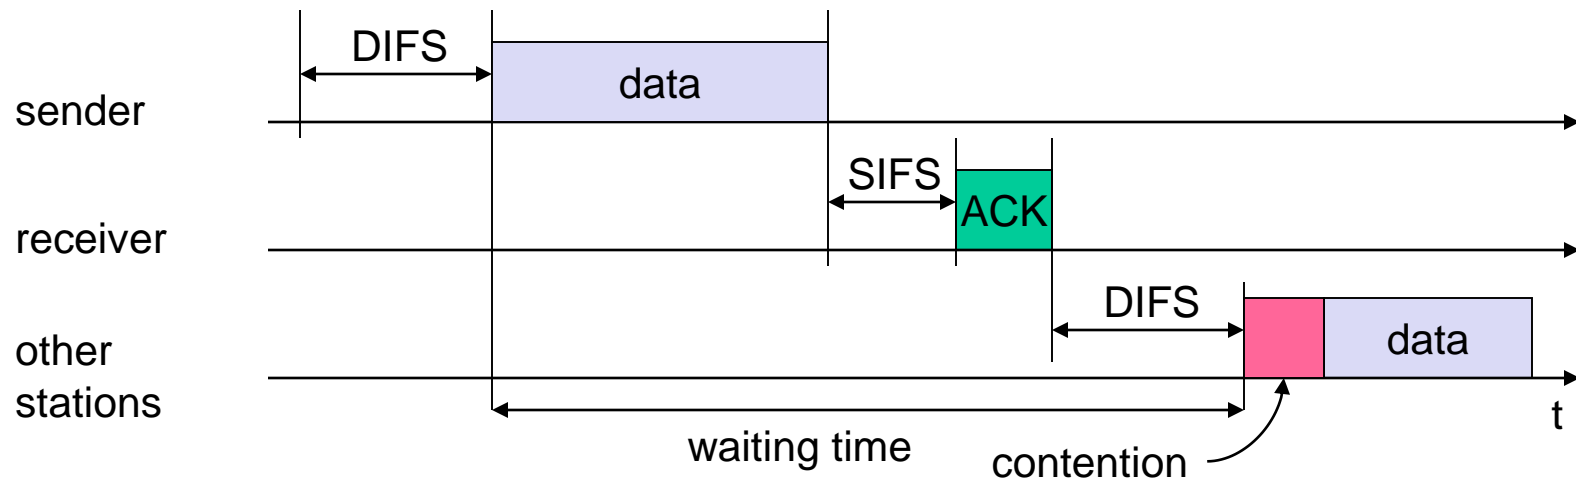 DIFS
data
sender
SIFS
ACK
receiver
DIFS
other
stations
data
t
waiting time
contention